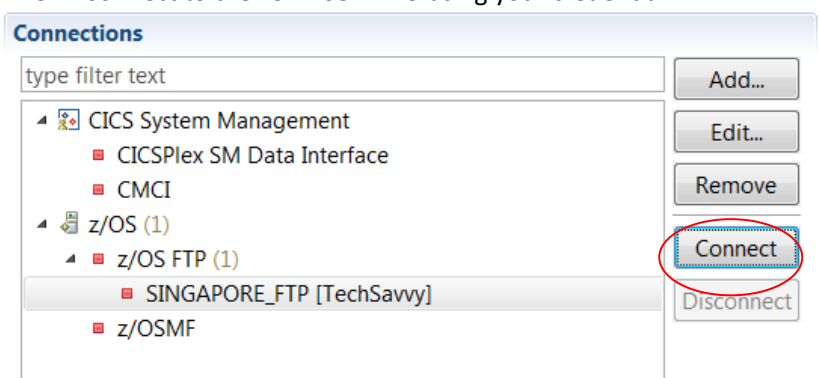 Connections
type filter text
Add...
CICS System Management
Edit...
CICSPlex SM Data Interface
CMCI
Remove
z/OS (1)
Connect
z/OS FTP (1)
SINGAPORE_FTP [TechSavvy]
Disconnect
z/OSMF